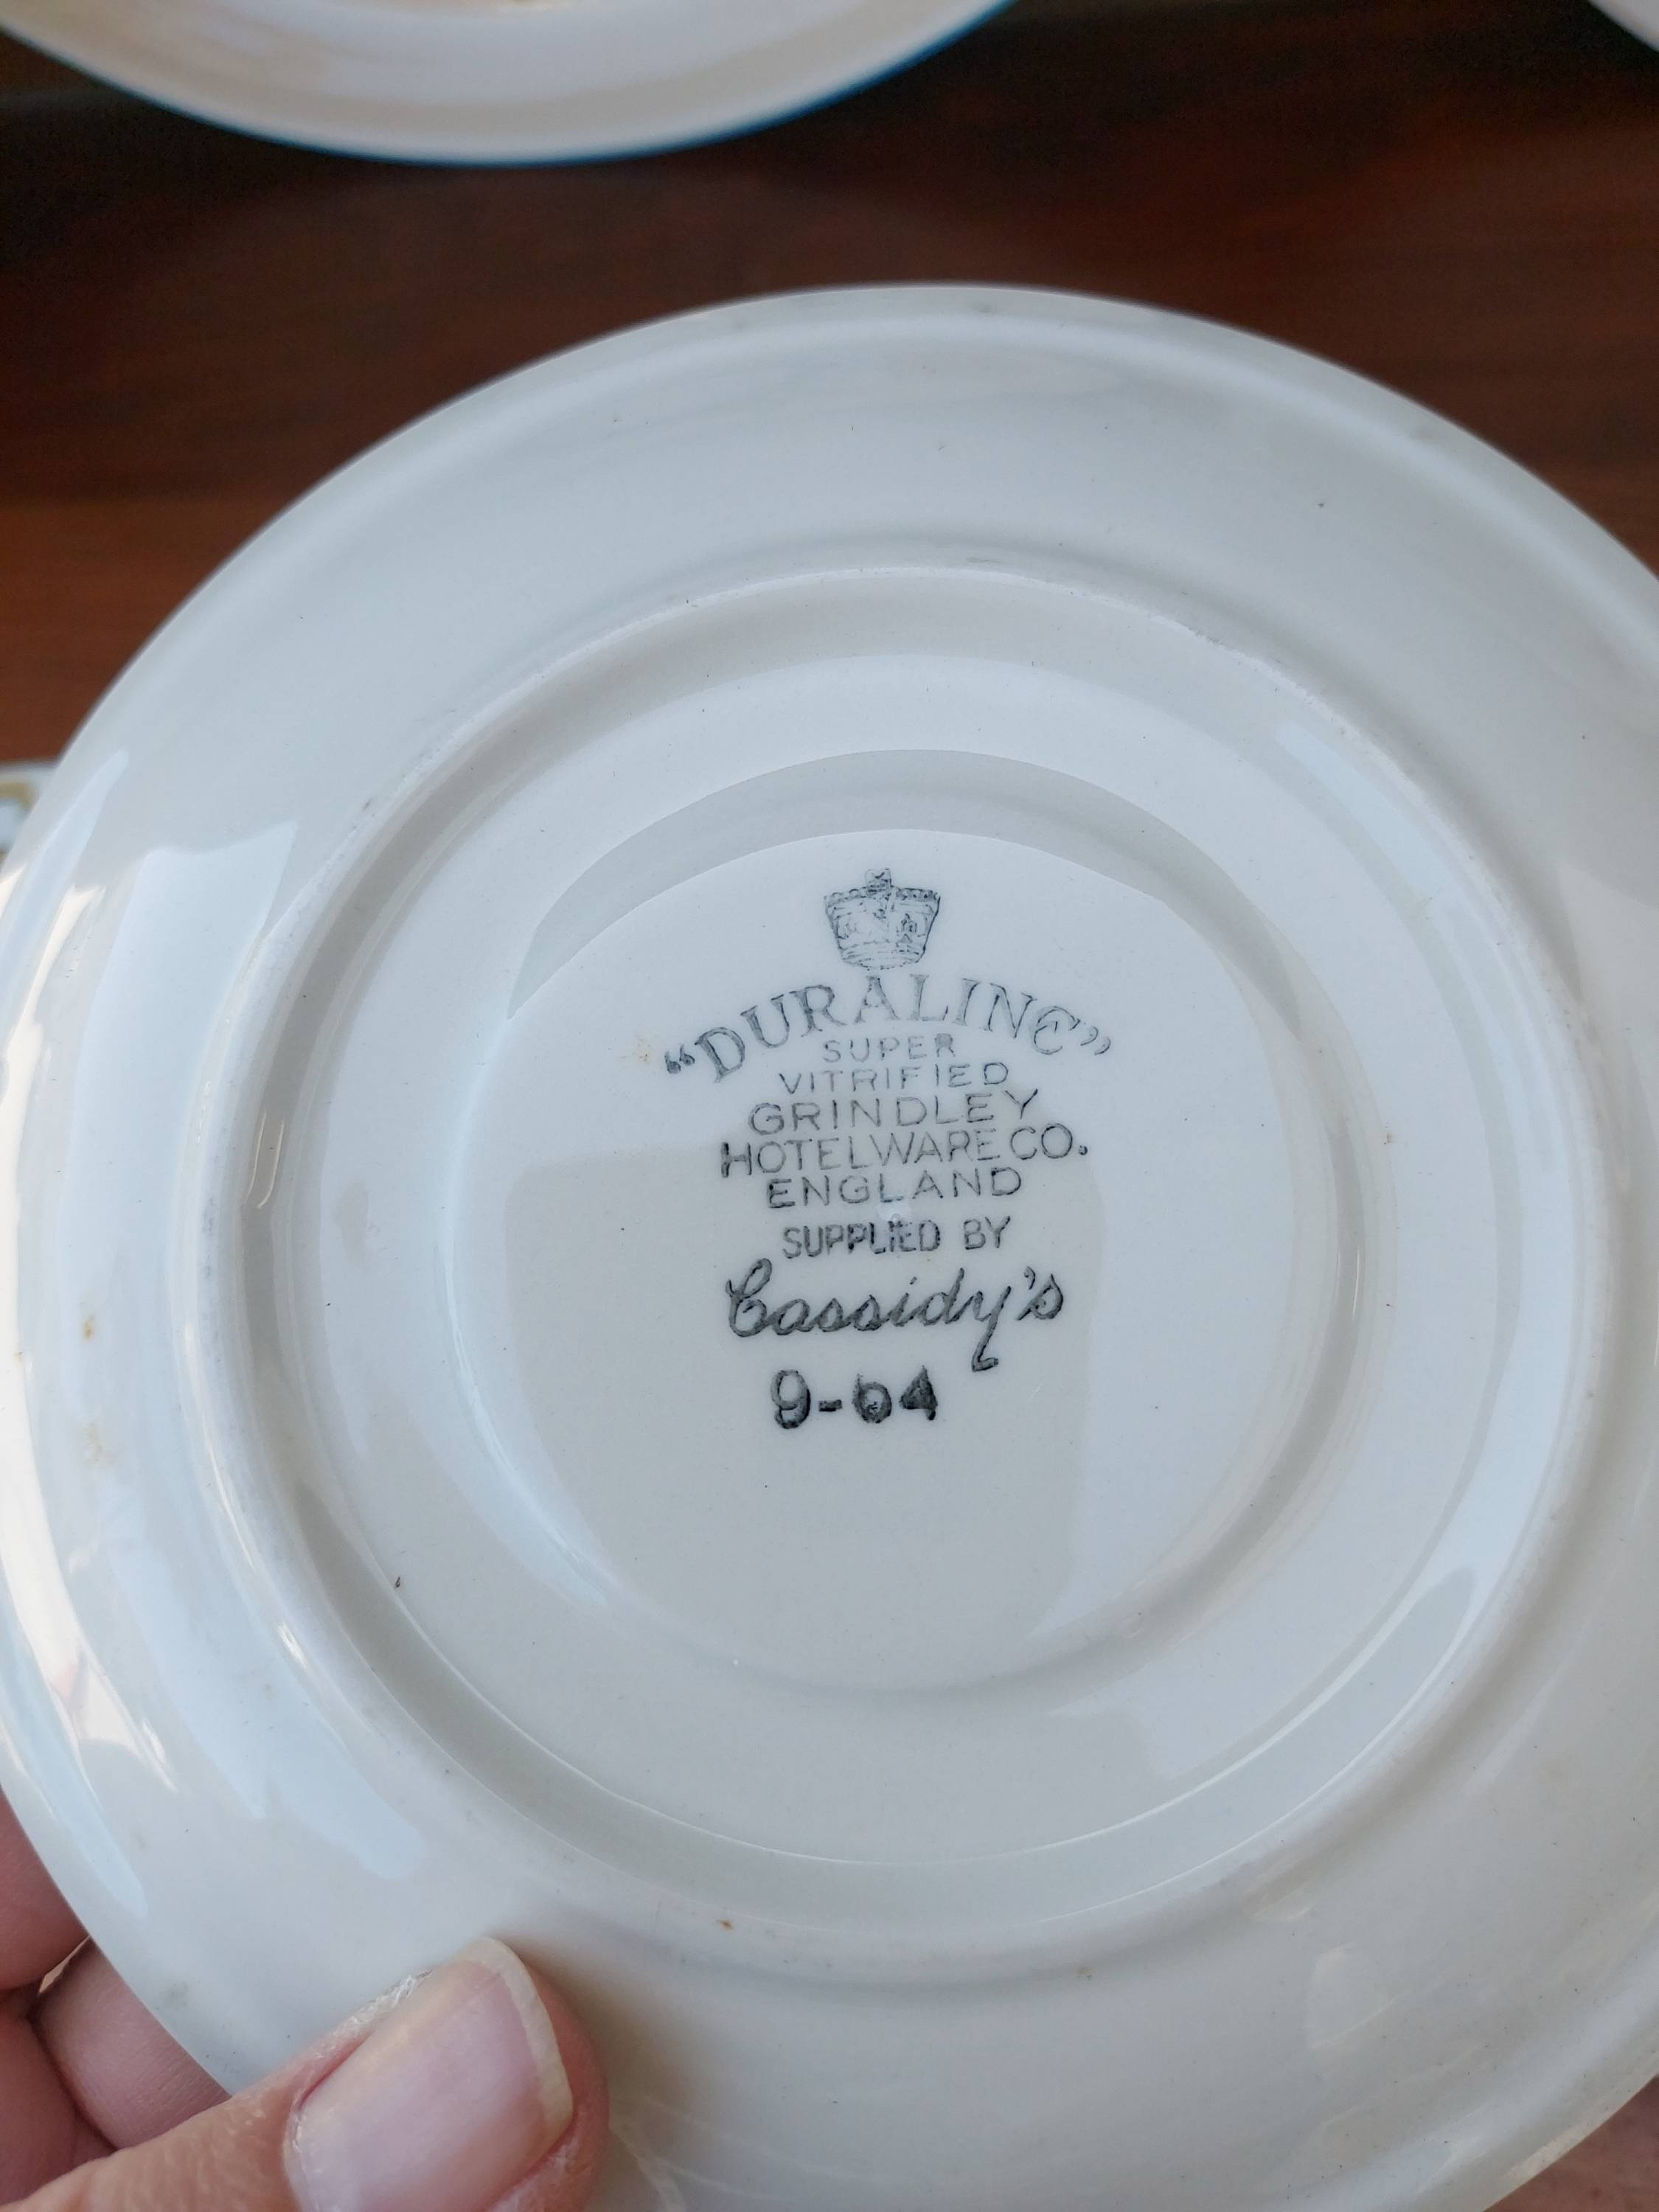 "DURALINE"
SUPER
VITRIFIED
GRINDLEY
HOTELWARE CO.
ENGLAND
SUPPLIED BY
Cassidy's
9-64